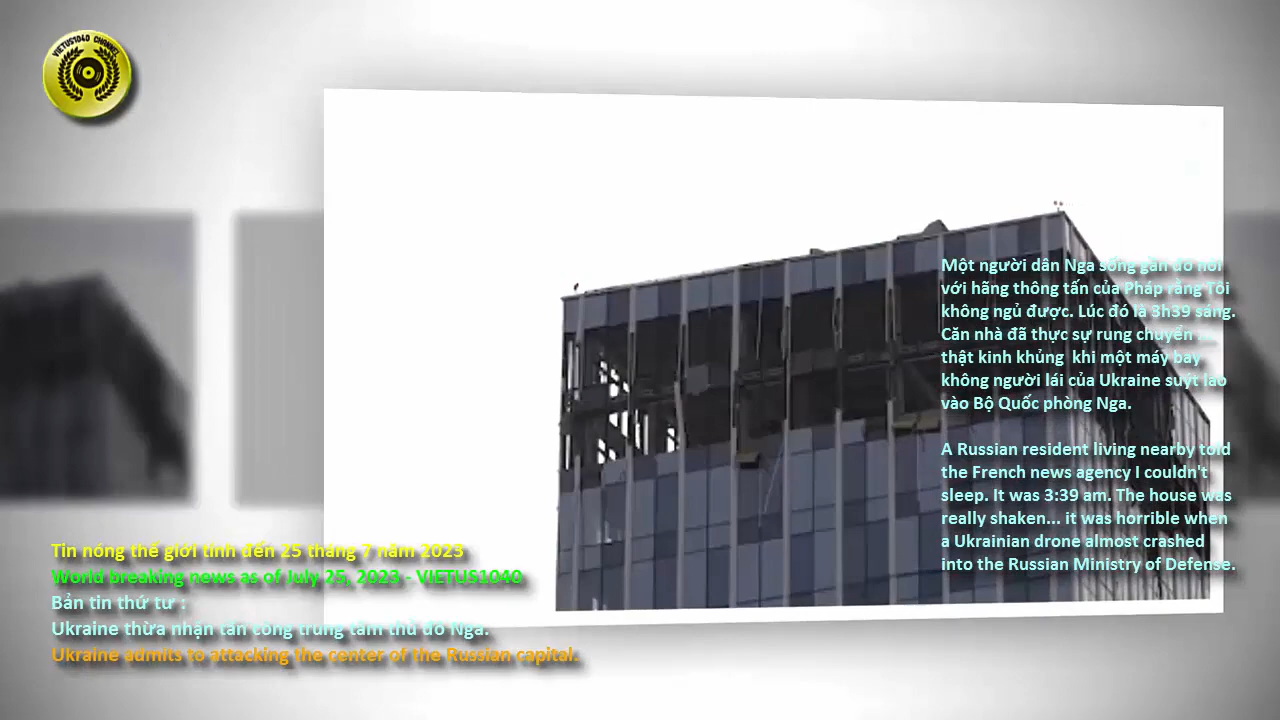 VIETUS1040 CHANNEL
Một người dân Nga sống gần đó nói
với hãng thông tấn của Pháp rằng Tôi
không ngủ được. Lúc đó là 3h39 sáng.
Căn nhà đã thực sự rung chuyển ...
thật kinh khủng khi một máy bay
không người lái của Ukraine suýt lao
vào Bộ Quốc phòng Nga.
A Russian resident living nearby told
the French news agency I couldn't
sleep. It was 3:39 am. The house was
really shaken... it was horrible when
a Ukrainian drone almost crashed
into the Russian Ministry of Defense.
Tin nóng thế giới tính đến 25 tháng 7 năm 2023
World breaking news as of July 25, 2023 - VIETUS1040
Bản tin thứ tư :
Ukraine thừa nhận tấn công trung tâm thủ đô Nga.
Ukraine admits to attacking the center of the Russian capital.